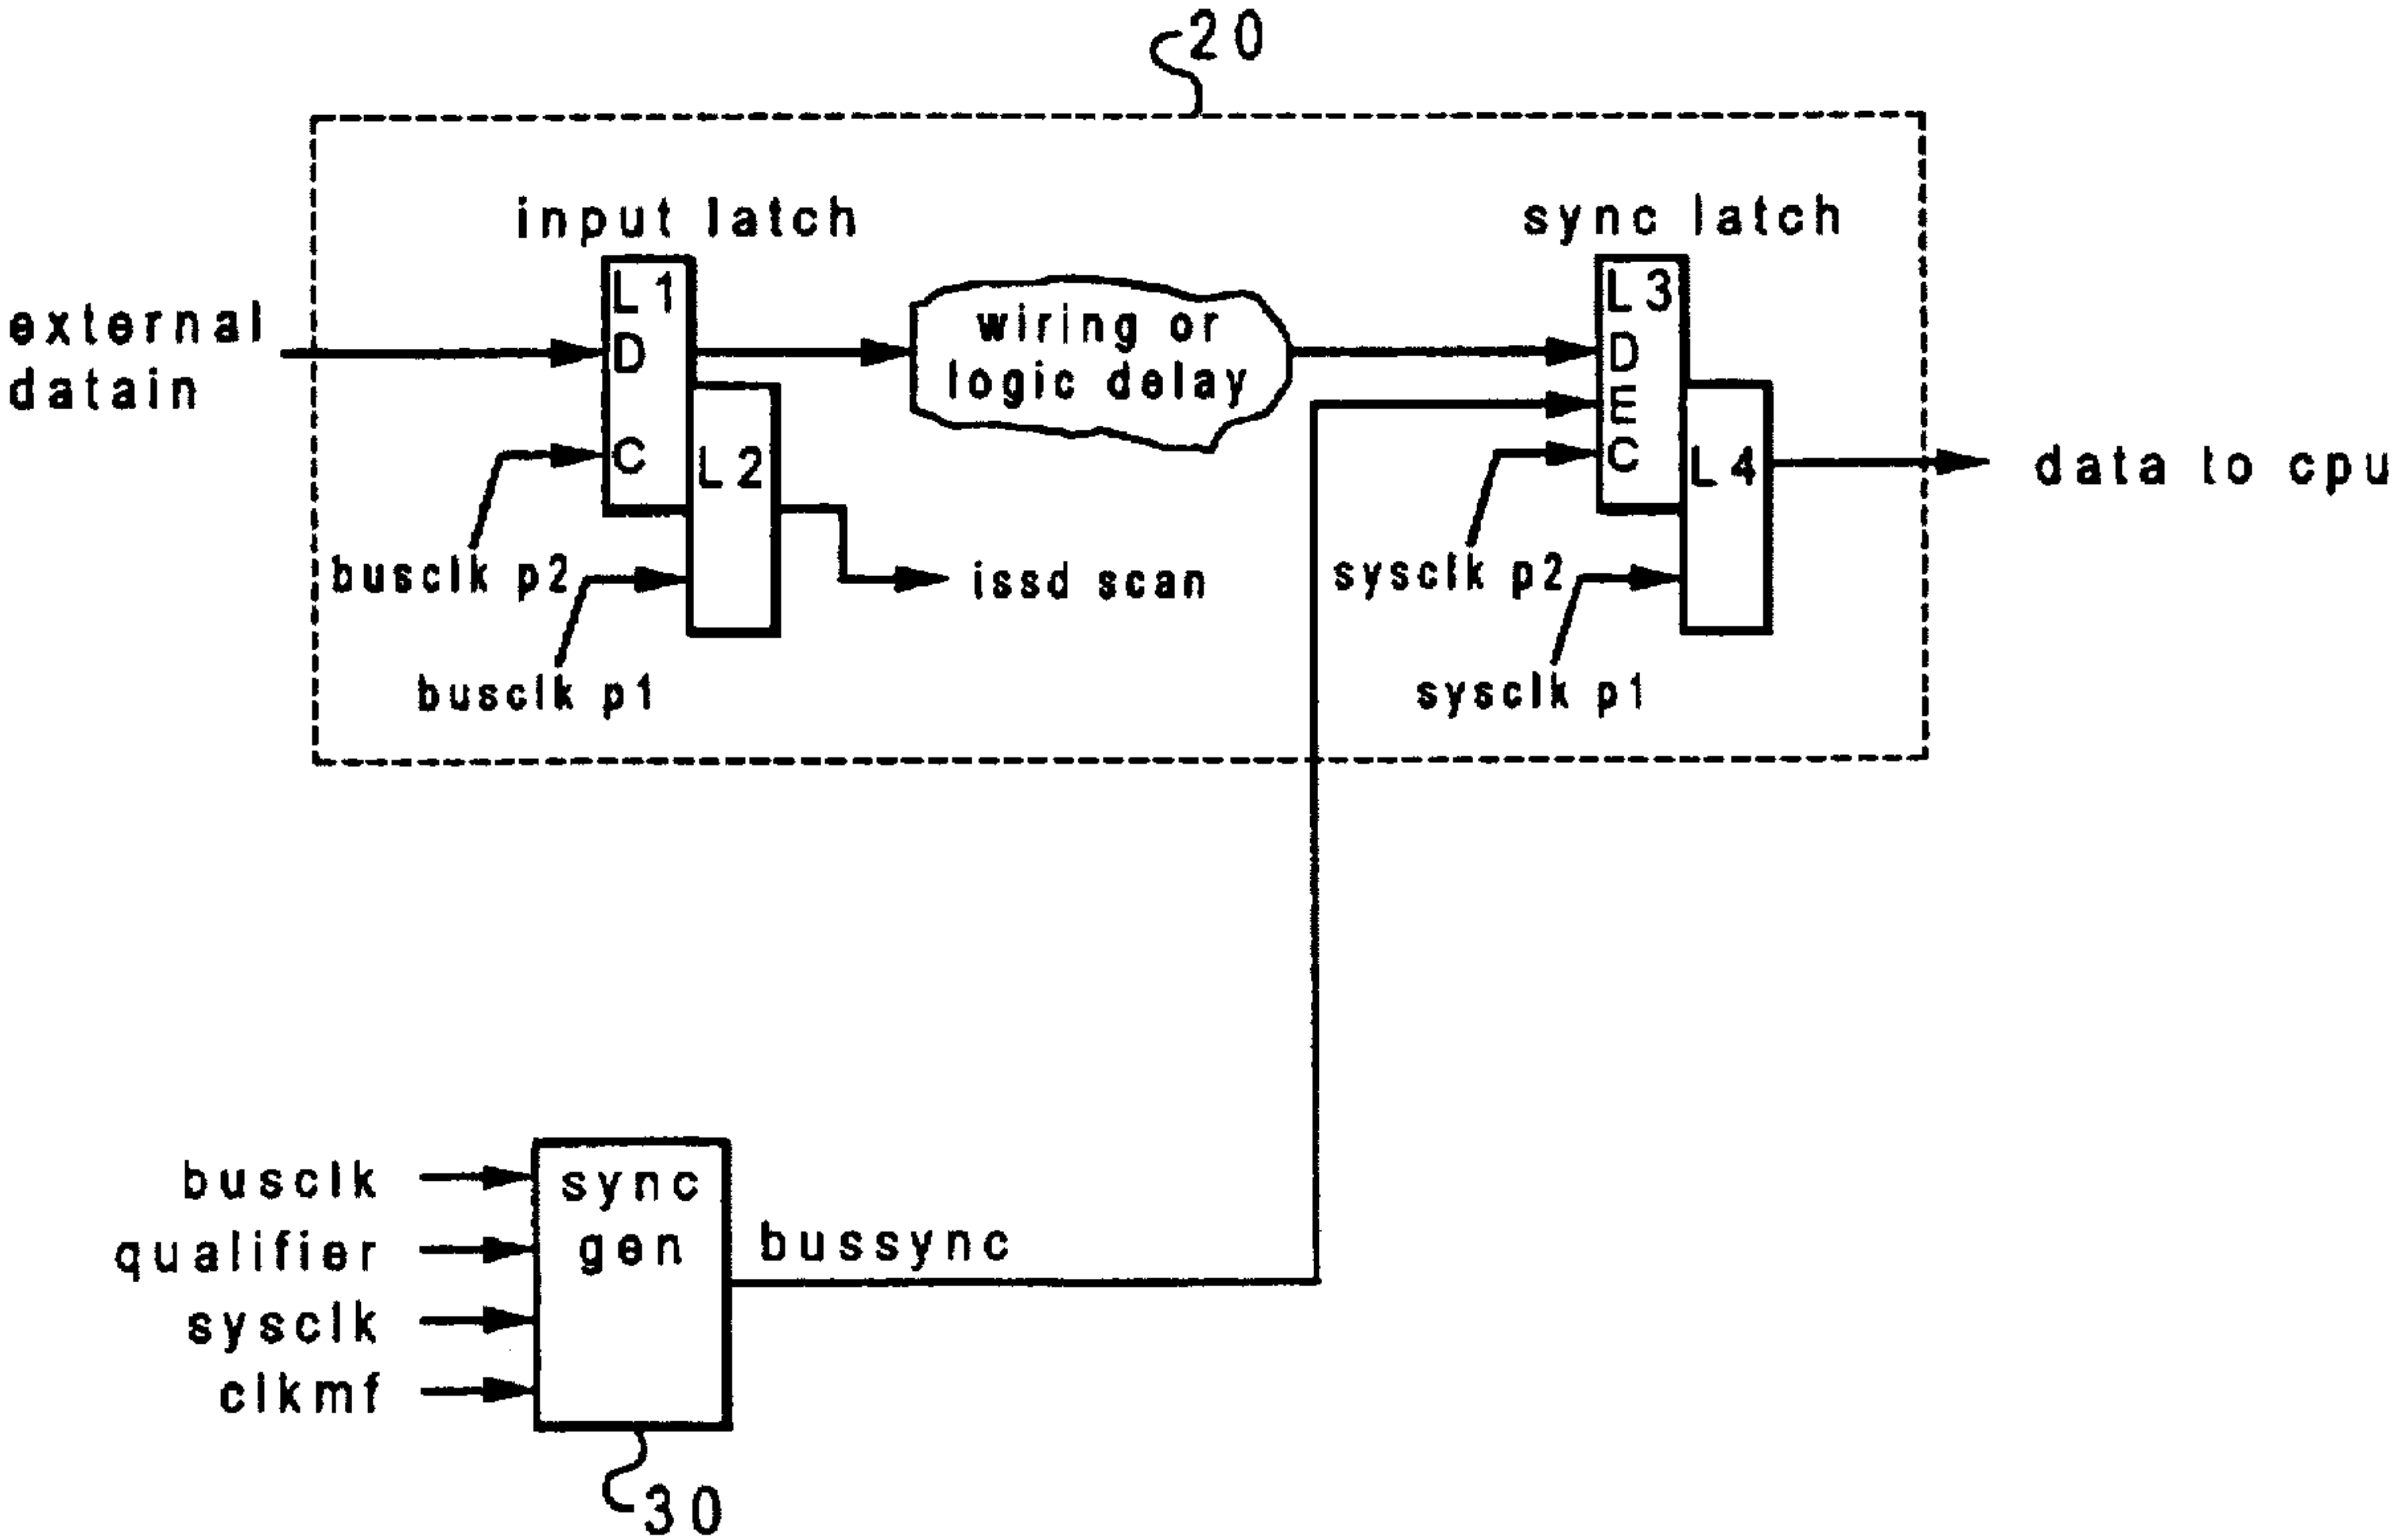 20
input latch
sync latch
external
datain
L1
D
C
L2
wiring or
logic delay
L3
D
E
C
L4
data to cpu
busclk p2
issd scan
sysclk p2
busclk p1
sysclk p1
busclk
qualifier
sysclk
clkmf
sync
gen
bussync
30